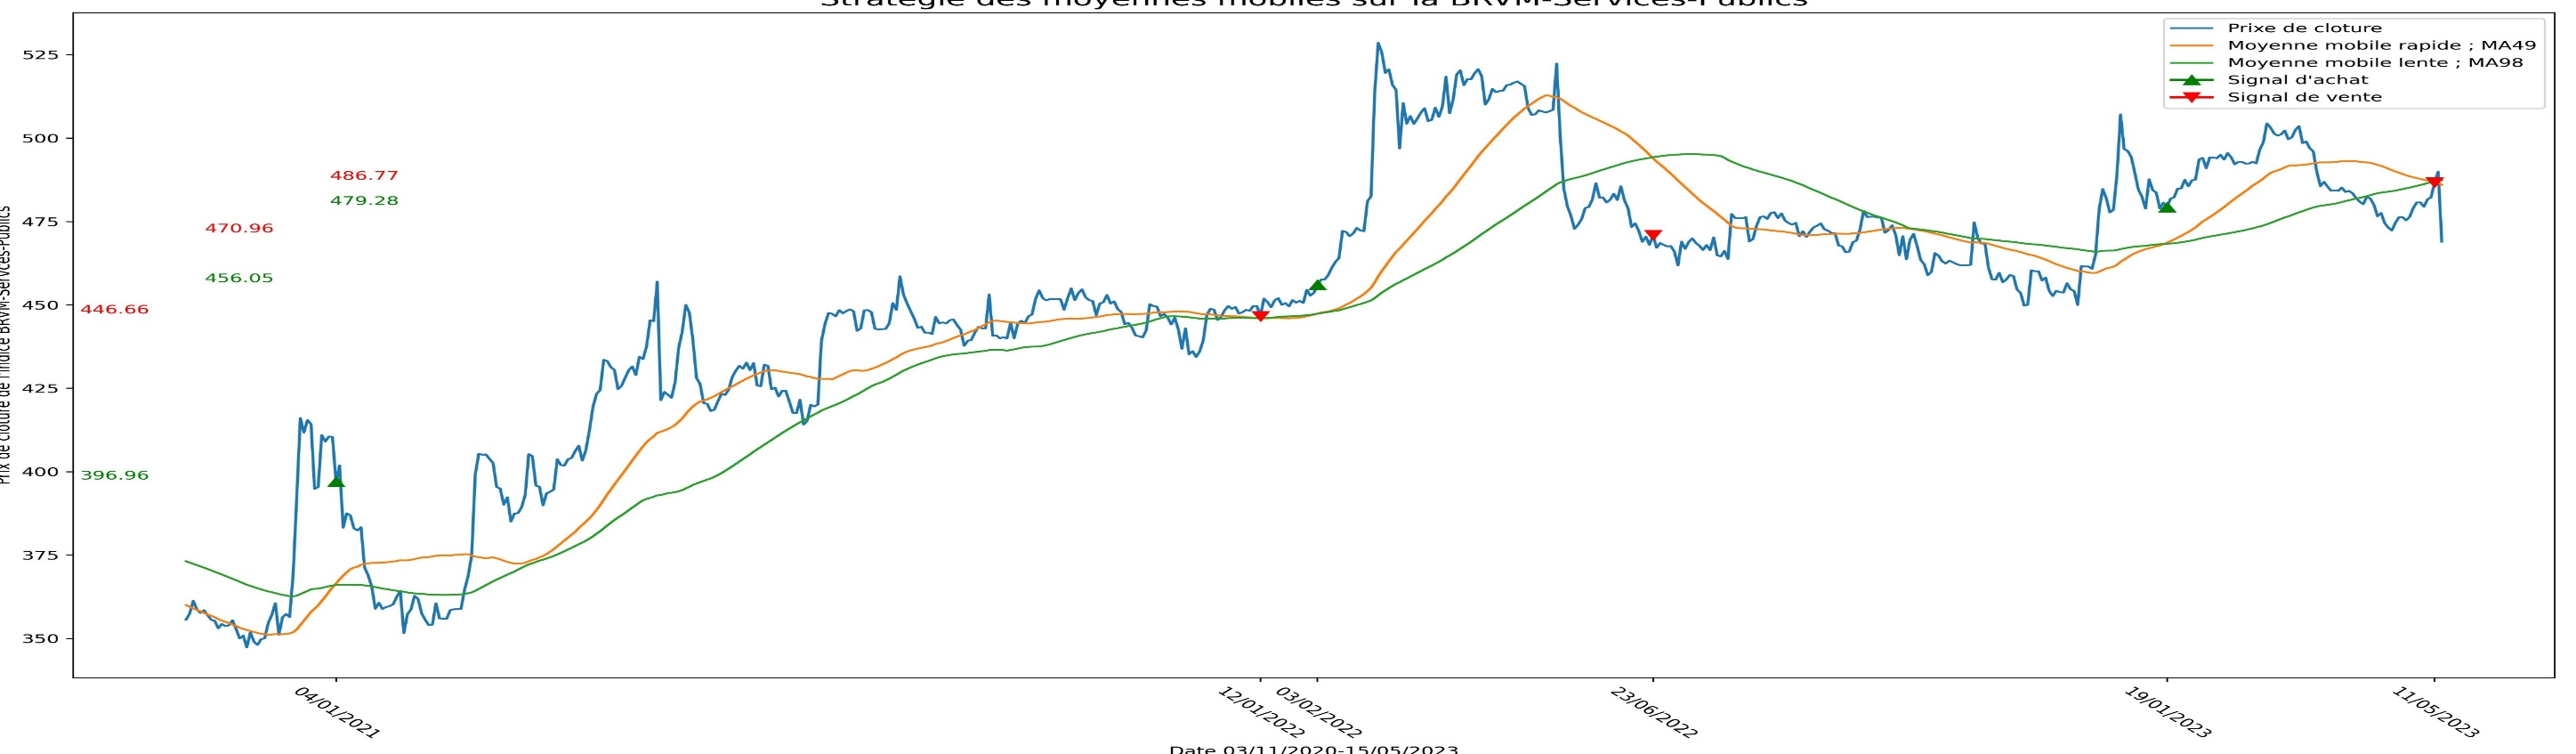 Stratégie des moyennes mobiles sur la BRVM-Services-Publics
Prixe de cloture
Moyenne mobile rapide ; MA49
Moyenne mobile lente ; MA98
Signal d'achat
Signal de vente
525
500
475
450
425
400
375
350
Prix de cloture de l'indice BRVM-Servces-Publics
486.77
479.28
470.96
456.05
446.66
396.96
04/01/2021
12/01/2022
03/02/2022
23/06/2022
19/01/2023
11/05/2023
Date 03/11/2020-15/05/2023